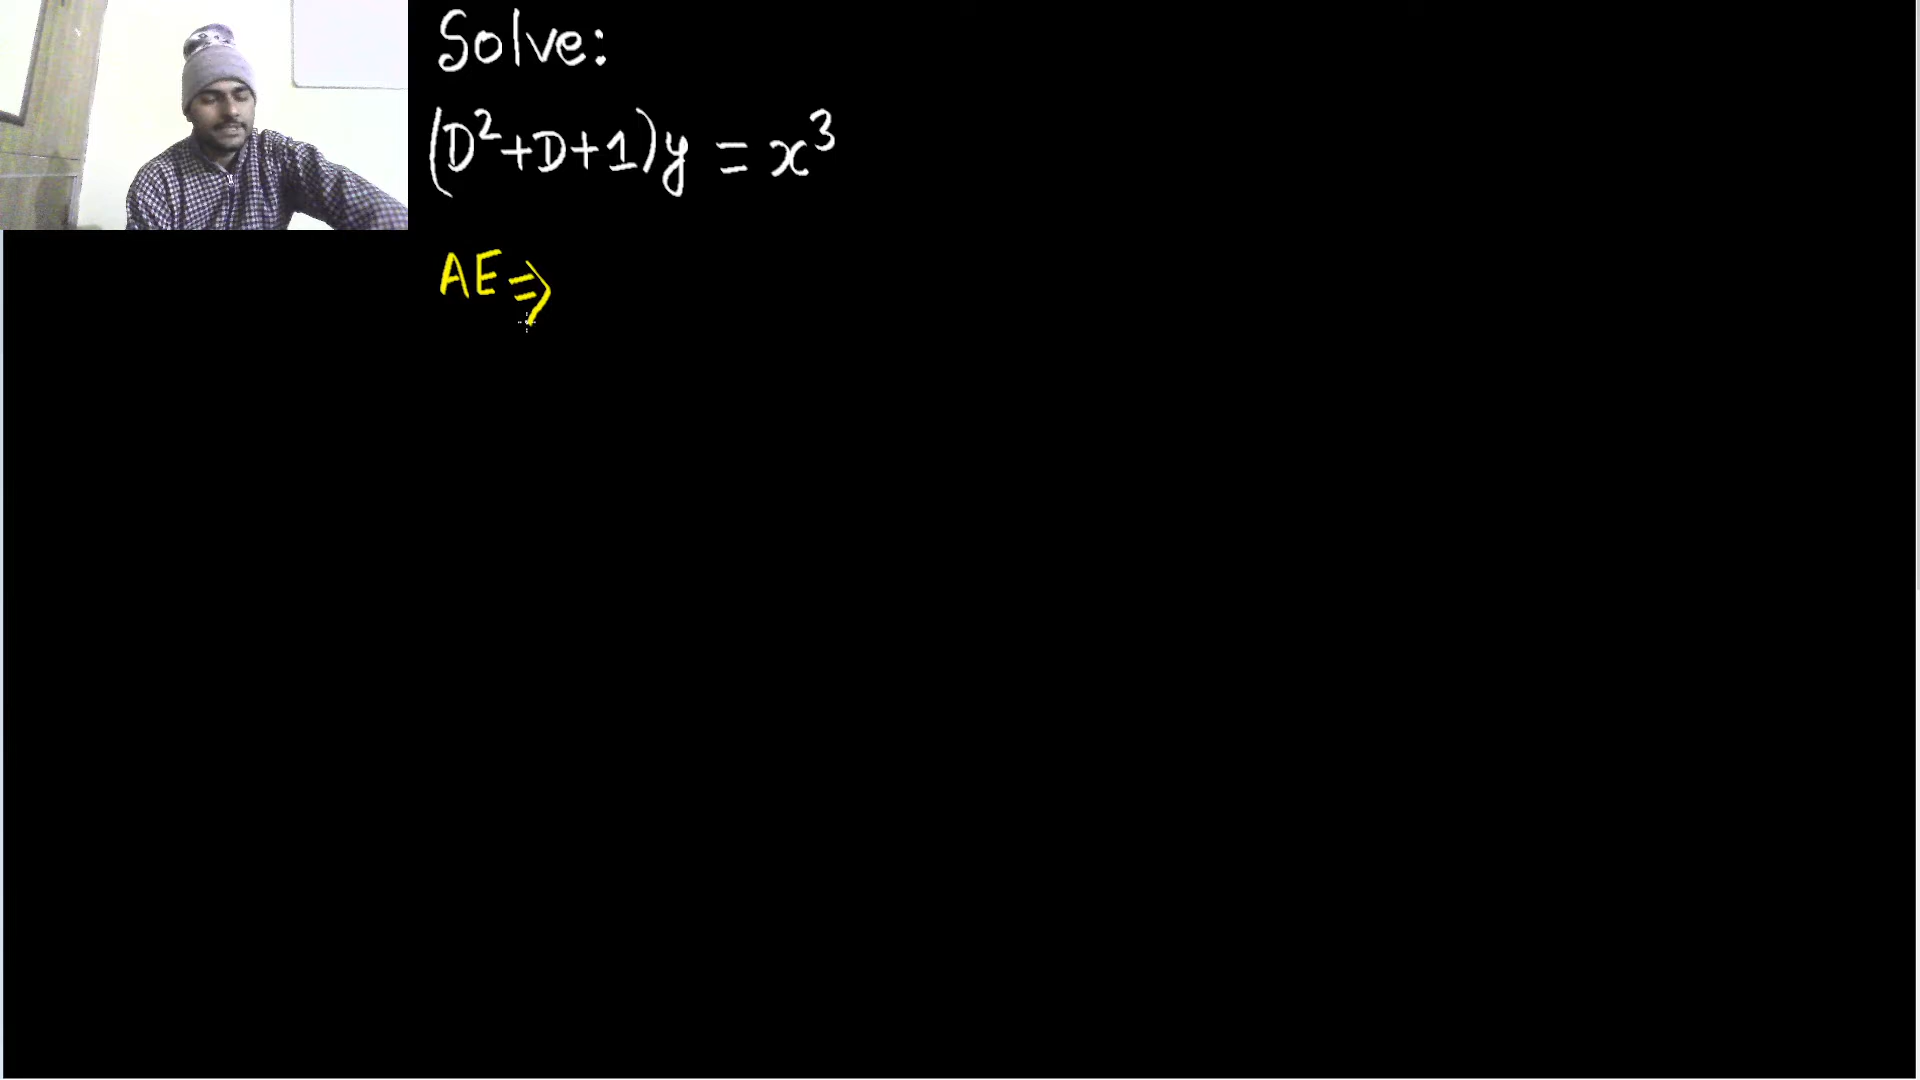 Solve:
(D²+D+1)y = x³
AE ⇒